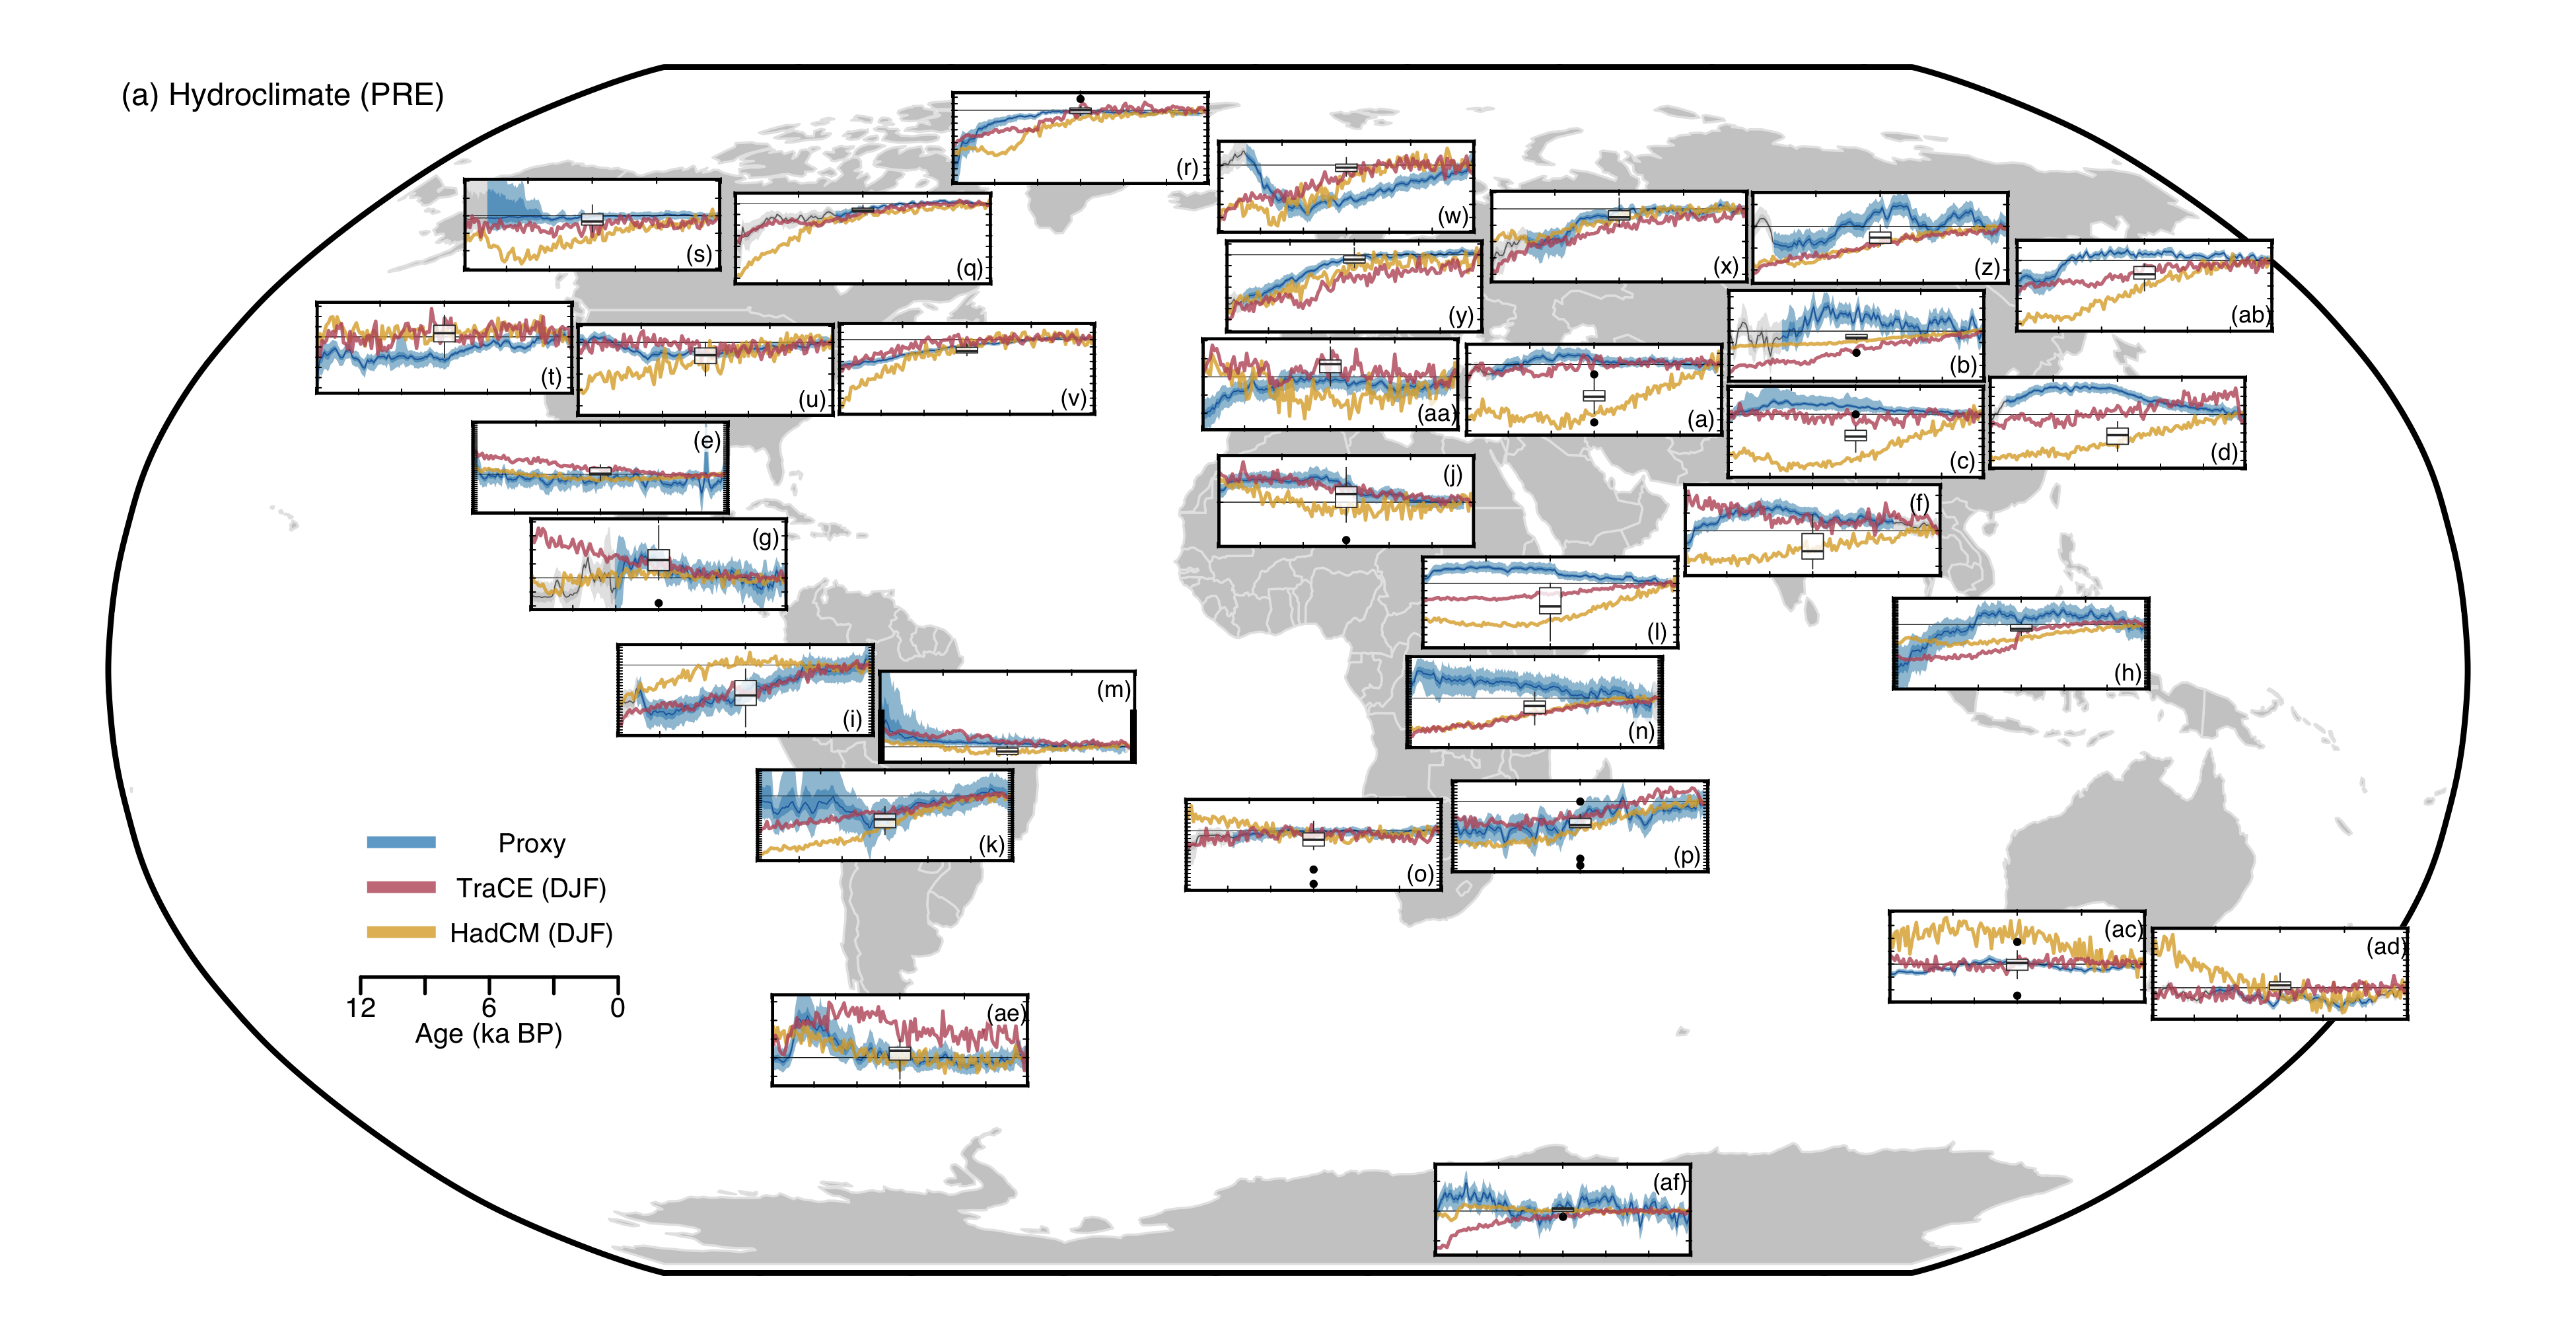 (a) Hydroclimate (PRE)
(r)
(w)
(s)
(q)
(x)
(z)
(y)
(ab)
(t)
(u)
(v)
(b)
(aa)
(a)
(e)
(c)
(d)
(j)
(g)
(f)
(l)
(h)
(m)
(i)
(n)
(k)
(o)
(p)
Proxy
TraCE (DJF)
HadCM (DJF)
12 6 0
Age (ka BP)
(ac)
(ad)
(ae)
(af)